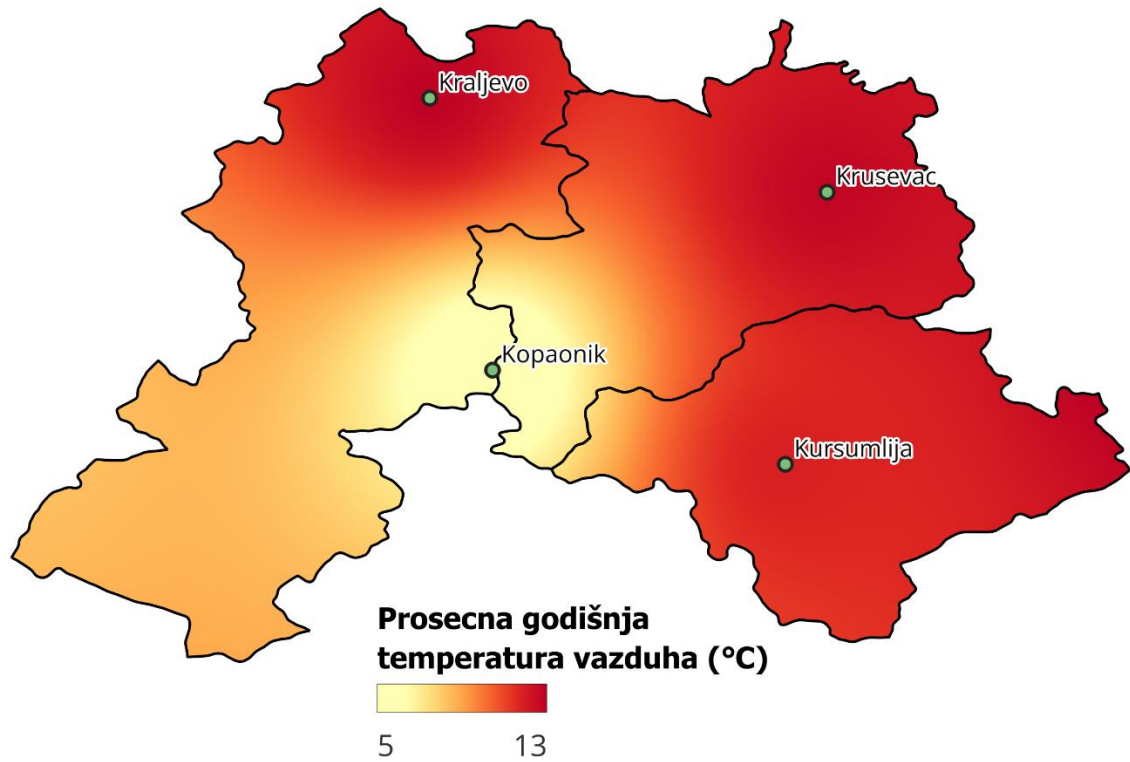 Kraljevo
Krusevac
Kopaonik
Kursumlija
Prosecna godišnja
temperatura vazduha (°C)
5 13